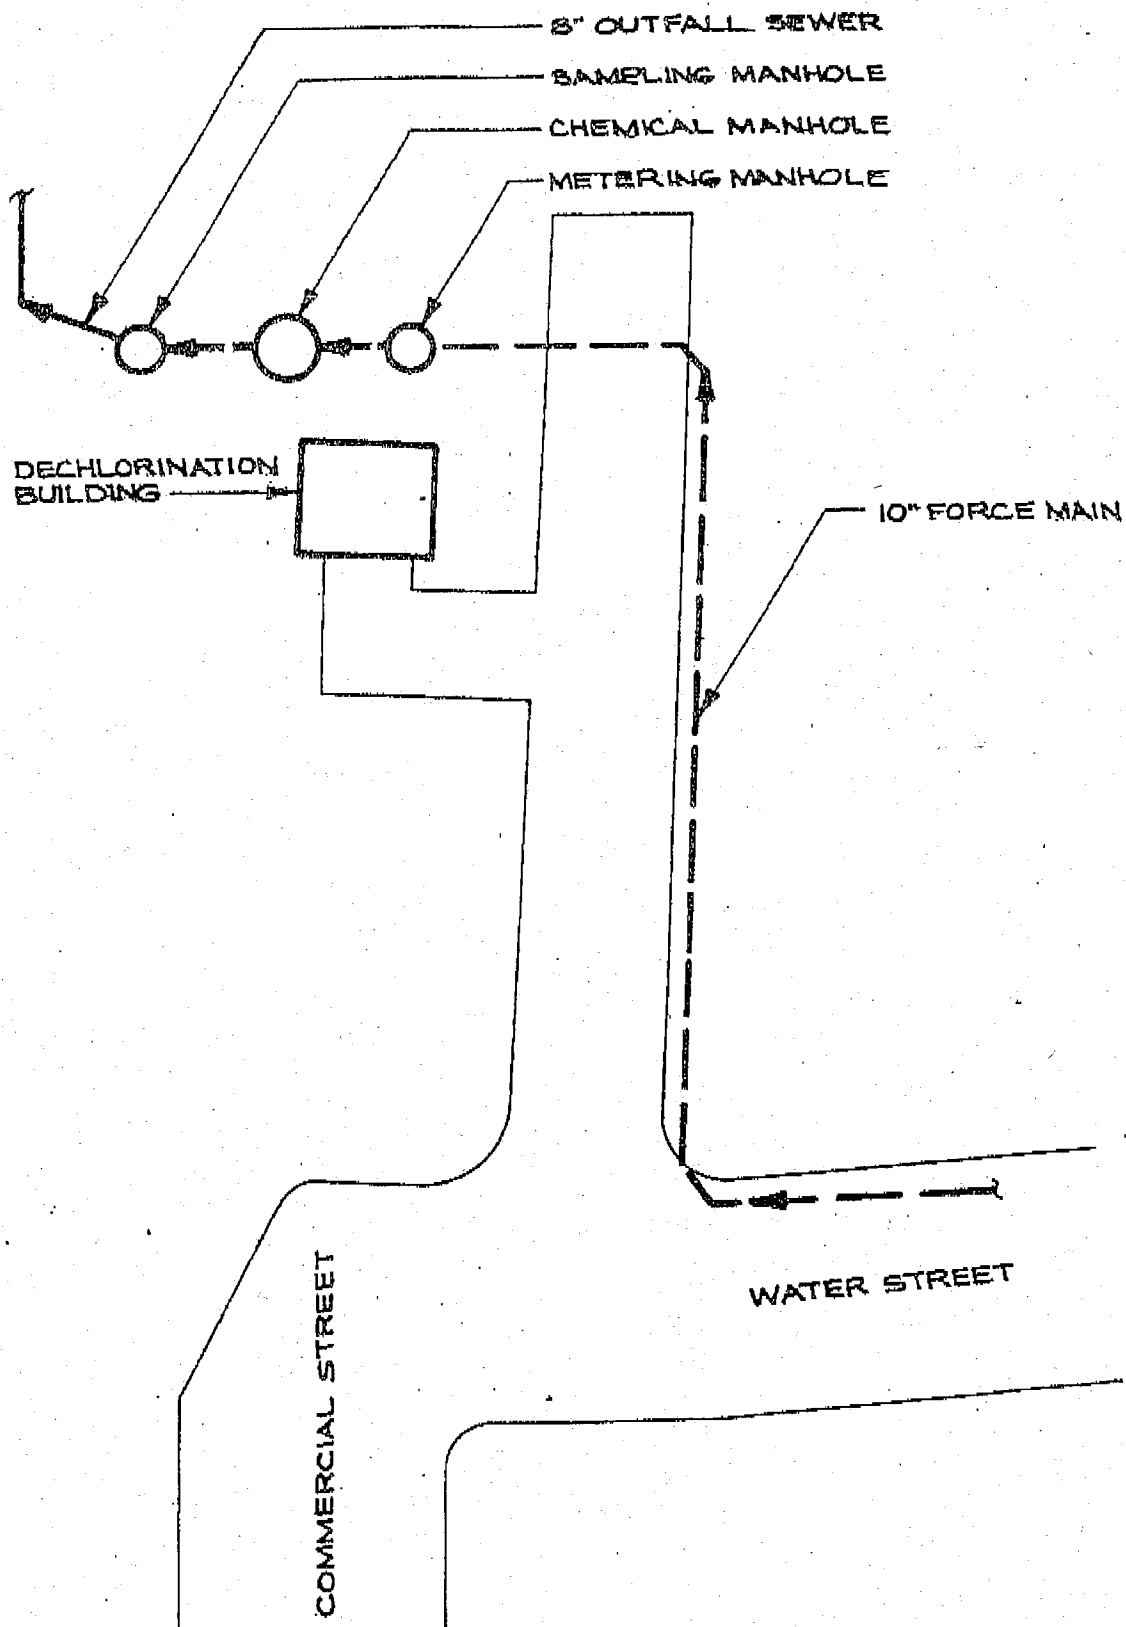 8" OUTFALL SEWER
SAMPLING MANHOLE
CHEMICAL MANHOLE
METERING MANHOLE
DECHLORINATION
BUILDING
10" FORCE MAIN
WATER STREET
COMMERCIAL STREET